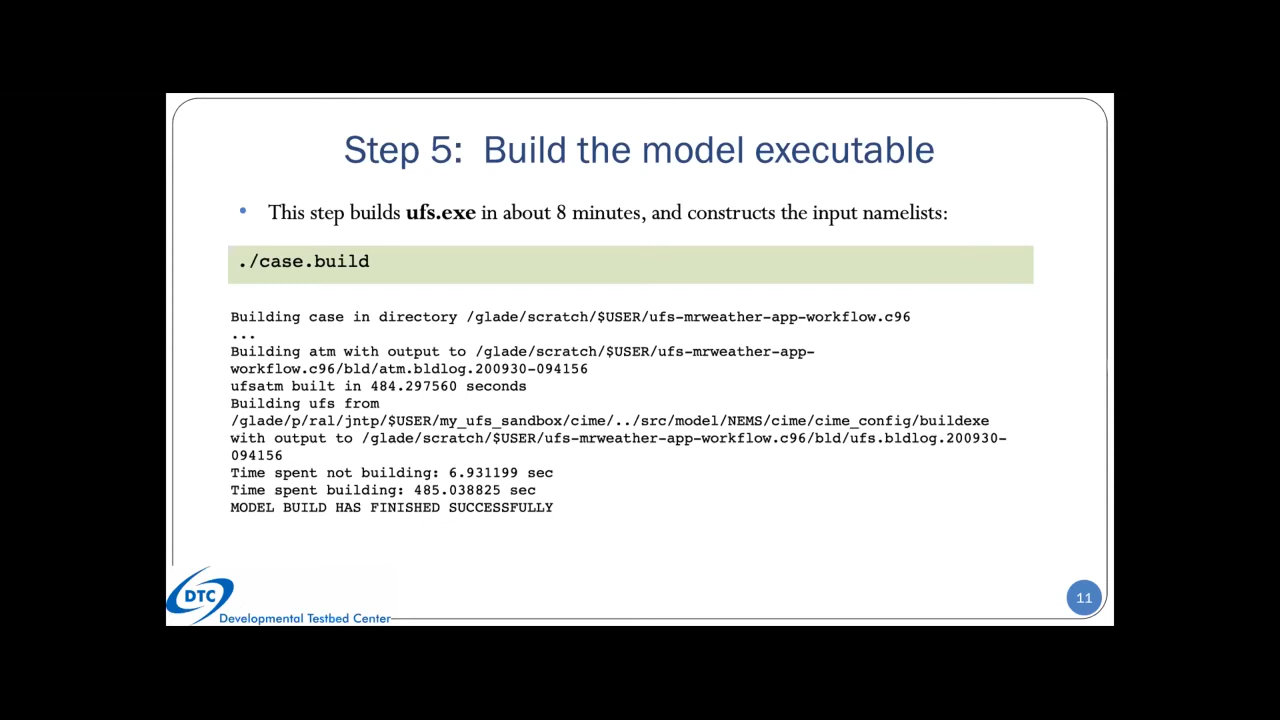 Step 5: Build the model executable
• This step builds ufs.exe in about 8 minutes, and constructs the input namelists:
./case.build
Building case in directory /glade/scratch/$USER/ufs-mrweather-app-workflow.c96
...
Building atm with output to /glade/scratch/$USER/ufs-mrweather-app-
workflow.c96/bld/atm.bldlog.200930-094156
ufsatm built in 484.297560 seconds
Building ufs from
/glade/p/ral/jntp/$USER/my_ufs_sandbox/cime/../src/model/NEMS/cime/cime_config/buildexe
with output to /glade/scratch/$USER/ufs-mrweather-app-workflow.c96/bld/ufs.bldlog.200930-
094156
Time spent not building: 6.931199 sec
Time spent building: 485.038825 sec
MODEL BUILD HAS FINISHED SUCCESSFULLY
DTC
Developmental Testbed Center
11